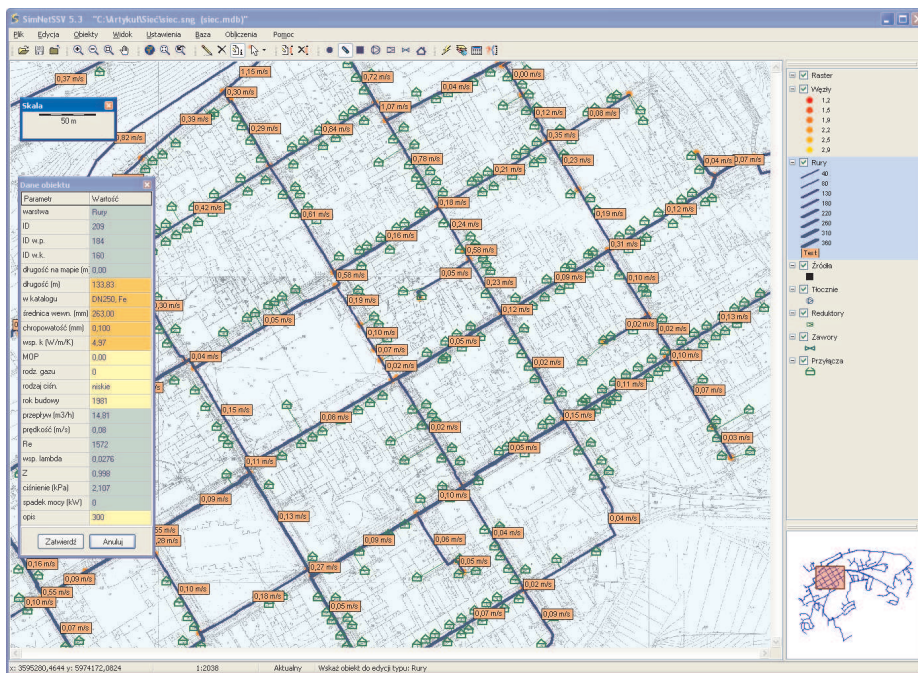 SimNetSSV 5.3 "C:\Artykuł\Sieć\siec.sng (siec.mdb)"
Plik Edycja Obiekty Widok Ustawienia Baza Obliczenia Pomoc
Skala
50 m
Dane obiektu
Parametr Wartość
warstwa Rury
ID 209
ID w.p. 184
ID w.k. 160
długość na mapie (m 0,00
długość (m) 133,83
w katalogu DN250, Fe
średnica wewn. (mm) 263,00
chropowatość (mm) 0,100
wsp. k (W/m/K) 4,97
MOP 0,00
rodz. gazu 0
rodzaj ciśn. niskie
rok budowy 1981
przepływ (m3/h) 14,81
prędkość (m/s) 0,08
Re 1572
wsp. lambda 0,0276
Z 0,998
ciśnienie (kPa) 2,107
spadek mocy (kW) 0
opis 300
Zatwierdź Anuluj
0,37 m/s
1,15 m/s
0,72 m/s
0,00 m/s
0,30 m/s
0,04 m/s
0,08 m/s
1,07 m/s
0,12 m/s
0,39 m/s
0,29 m/s
0,84 m/s
0,35 m/s
0,82 m/s
0,78 m/s
0,23 m/s
0,04 m/s
0,07 m/s
0,21 m/s
0,42 m/s
0,61 m/s
0,18 m/s
0,19 m/s
0,12 m/s
0,24 m/s
0,16 m/s
0,58 m/s
0,31 m/s
0,58 m/s
0,05 m/s
0,09 m/s
0,10 m/s
0,23 m/s
0,19 m/s
0,30 m/s
0,05 m/s
0,12 m/s
0,13 m/s
0,10 m/s
0,05 m/s
0,02 m/s
0,02 m/s
0,04 m/s
0,07 m/s
0,02 m/s
0,02 m/s
0,10 m/s
0,11 m/s
0,07 m/s
0,15 m/s
0,08 m/s
0,02 m/s
0,15 m/s
0,03 m/s
0,11 m/s
0,05 m/s
0,09 m/s
0,10 m/s
0,13 m/s
0,04 m/s
0,04 m/s
0,09 m/s
0,06 m/s
0,05 m/s
0,16 m/s
0,09 m/s
0,27 m/s
0,55 m/s
0,10 m/s
0,10 m/s
0,18 m/s
0,05 m/s
0,02 m/s
0,07 m/s
0,09 m/s
0,07 m/s
Raster
Węzły
1,2
1,5
1,9
2,2
2,5
2,9
Rury
40
80
130
180
220
260
310
360
Text
Źródła
Tłocznie
Reduktory
Zawory
Przyłącza
x: 3595280,4644 y: 5974172,0824 1:2038 Aktualny Wskaż obiekt do edycji typu: Rury